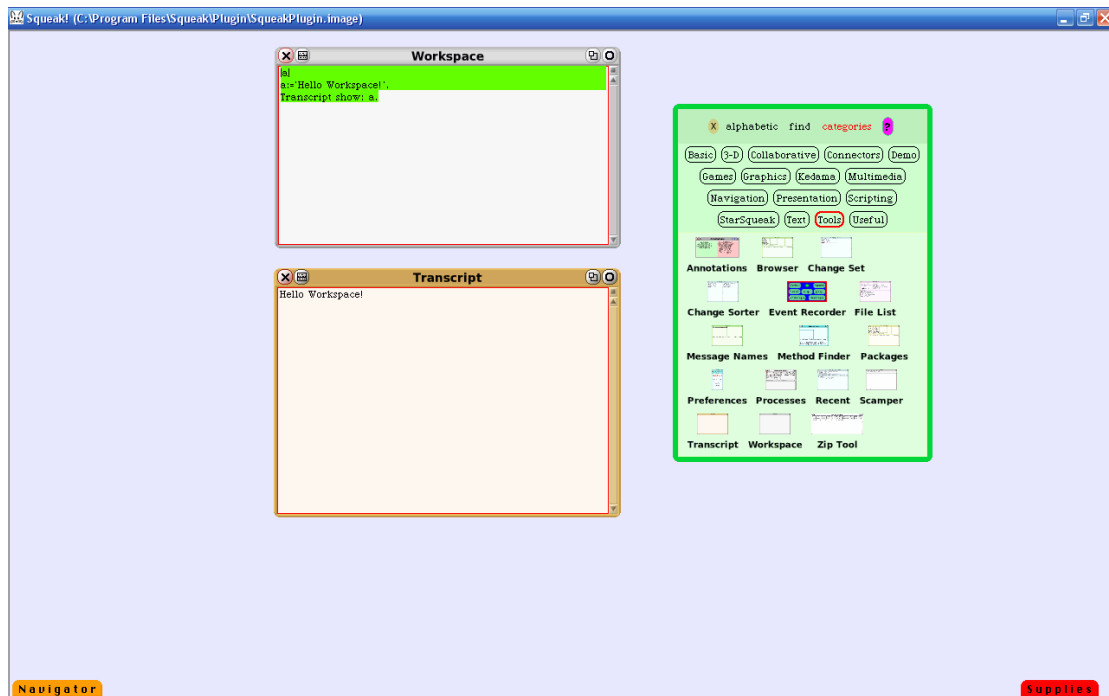 Squeak! (C:\Program Files\Squeak\Plugin\SqueakPlugin.image)
Workspace
|a|
a:='Hello Workspace!'.
Transcript show: a.
Transcript
Hello Workspace!
X alphabetic find categories ?
Basic 3-D Collaborative Connectors Demo
Games Graphics Kedama Multimedia
Navigation Presentation Scripting
StarSqueak Text Tools Useful
Annotations Browser Change Set
Change Sorter Event Recorder File List
Message Names Method Finder Packages
Preferences Processes Recent Scamper
Transcript Workspace Zip Tool
Navigator
Supplies